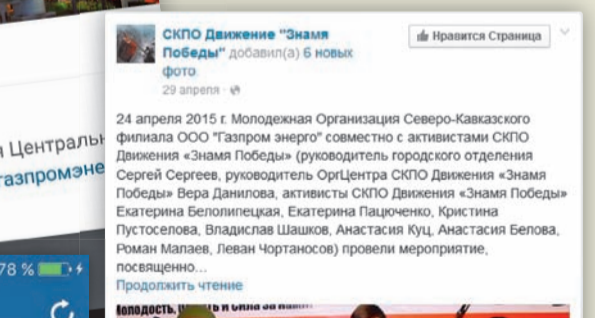 СКПО Движение "Знамя
Победы" добавил(а) 6 новых
фото
29 апреля
Нравится Страница
24 апреля 2015 г. Молодежная Организация Северо-Кавказского
филиала ООО "Газпром энерго" совместно с активистами СКПО
Движения «Знамя Победы» (руководитель городского отделения
Сергей Сергеев, руководитель ОргЦентра СКПО Движения «Знамя
Победы» Вера Данилова, активисты СКПО Движения «Знамя Победы»
Екатерина Белолипецкая, Екатерина Пацюченко, Кристина
Пустоселова, Владислав Шашков, Анастасия Куц, Анастасия Белова,
Роман Малаев, Леван Чортаносов) провели мероприятие,
посвященно...
Продолжить чтение
я Центральн
газпромэне
78 %